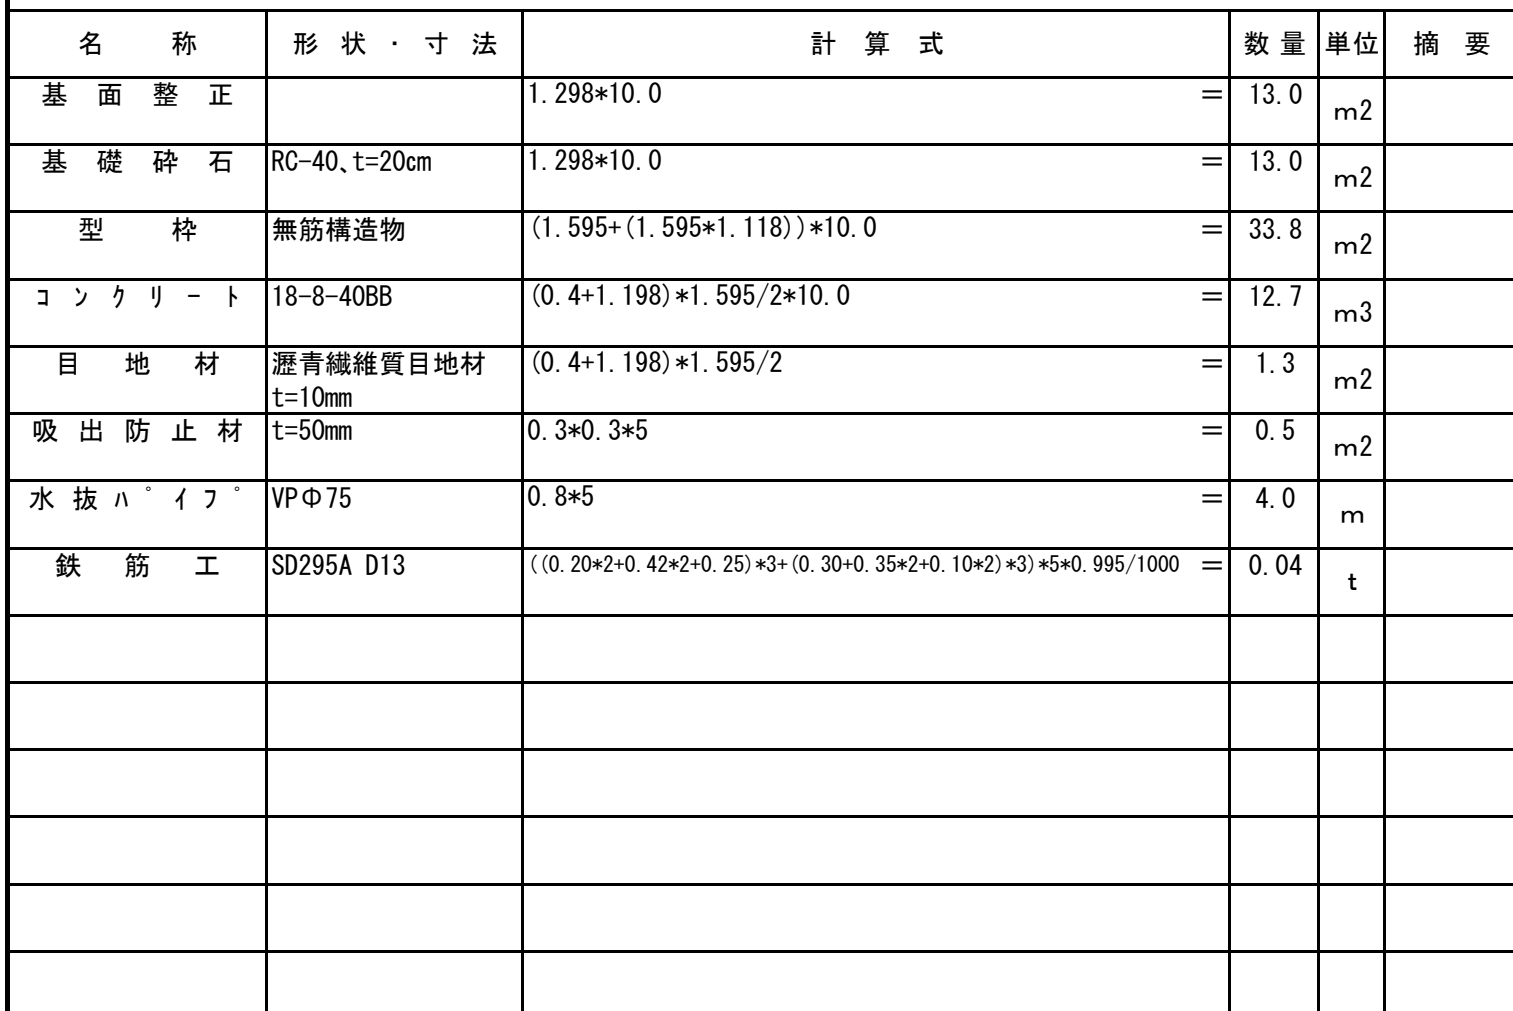 名称 形状・寸法 計算式 数量 単位 摘要
基面整正 1.298*10.0 = 13.0 m2
基礎砕石 RC-40、t=20cm 1.298*10.0 = 13.0 m2
型枠 無筋構造物 (1.595+(1.595*1.118))*10.0 = 33.8 m2
コンクリート 18-8-40BB (0.4+1.198)*1.595/2*10.0 = 12.7 m3
目地材 瀝青繊維質目地材 (0.4+1.198)*1.595/2 = 1.3 m2
t=10mm
吸出防止材 t=50mm 0.3*0.3*5 = 0.5 m2
水抜パイプ VPΦ75 0.8*5 = 4.0 m
鉄筋工 SD295A D13 ((0.20*2+0.42*2+0.25)*3+(0.30+0.35*2+0.10*2)*3)*5*0.995/1000 = 0.04 t